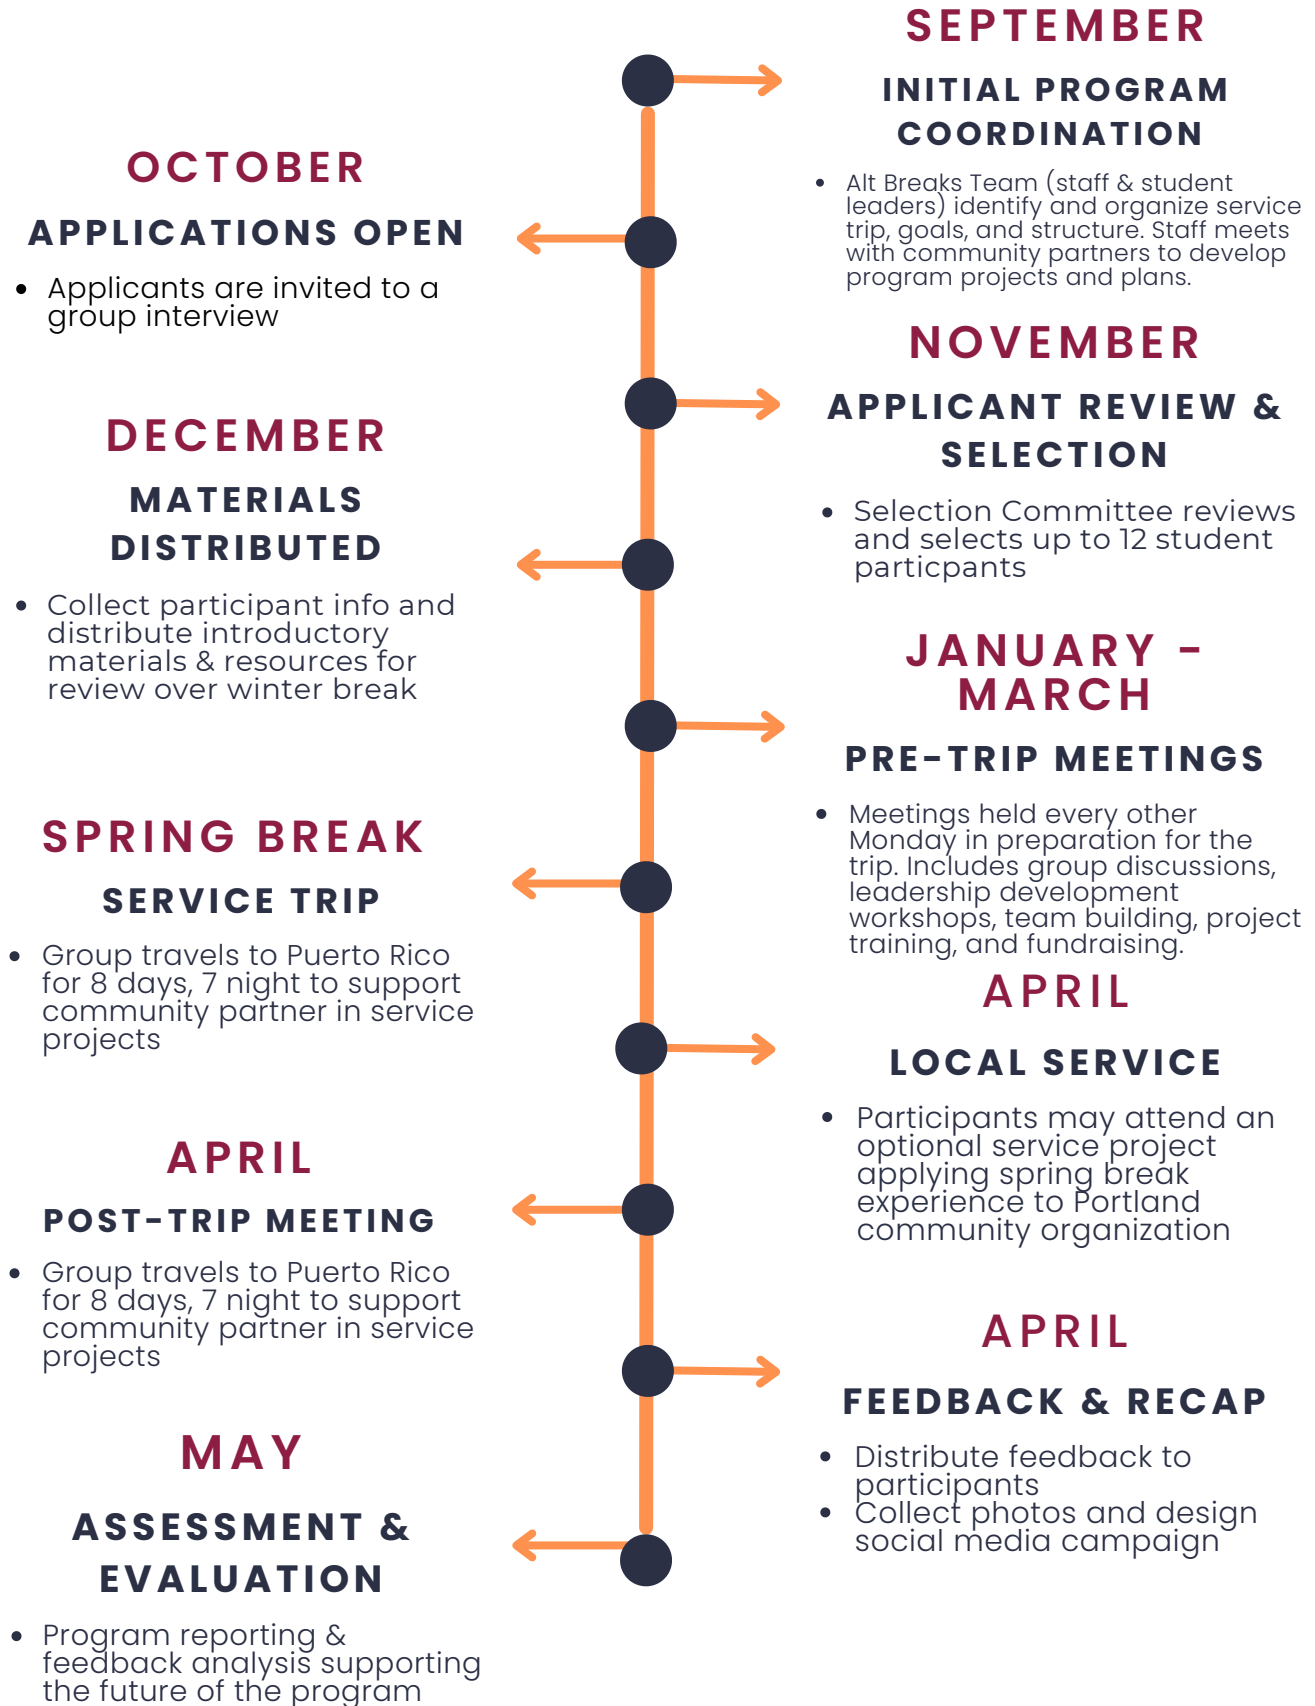 SEPTEMBER
INITIAL PROGRAM
COORDINATION
• Alt Breaks Team (staff & student
leaders) identify and organize service
trip, goals, and structure. Staff meets
with community partners to develop
program projects and plans.
OCTOBER
APPLICATIONS OPEN
• Applicants are invited to a
group interview
NOVEMBER
APPLICANT REVIEW &
SELECTION
• Selection Committee reviews
and selects up to 12 student
particpants
DECEMBER
MATERIALS
DISTRIBUTED
• Collect participant info and
distribute introductory
materials & resources for
review over winter break
JANUARY -
MARCH
PRE-TRIP MEETINGS
• Meetings held every other
Monday in preparation for the
trip. Includes group discussions,
leadership development
workshops, team building, project
training, and fundraising.
SPRING BREAK
SERVICE TRIP
• Group travels to Puerto Rico
for 8 days, 7 night to support
community partner in service
projects
APRIL
LOCAL SERVICE
• Participants may attend an
optional service project
applying spring break
experience to Portland
community organization
APRIL
POST-TRIP MEETING
• Group travels to Puerto Rico
for 8 days, 7 night to support
community partner in service
projects
APRIL
FEEDBACK & RECAP
• Distribute feedback to
participants
• Collect photos and design
social media campaign
MAY
ASSESSMENT &
EVALUATION
• Program reporting &
feedback analysis supporting
the future of the program